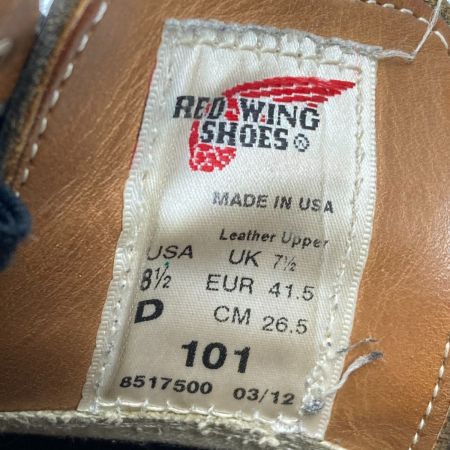 RED WING
SHOES®
MADE IN USA
Leather Upper
USA UK 7½
8½ EUR 41.5
D CM 26.5
101
8517500 03/12